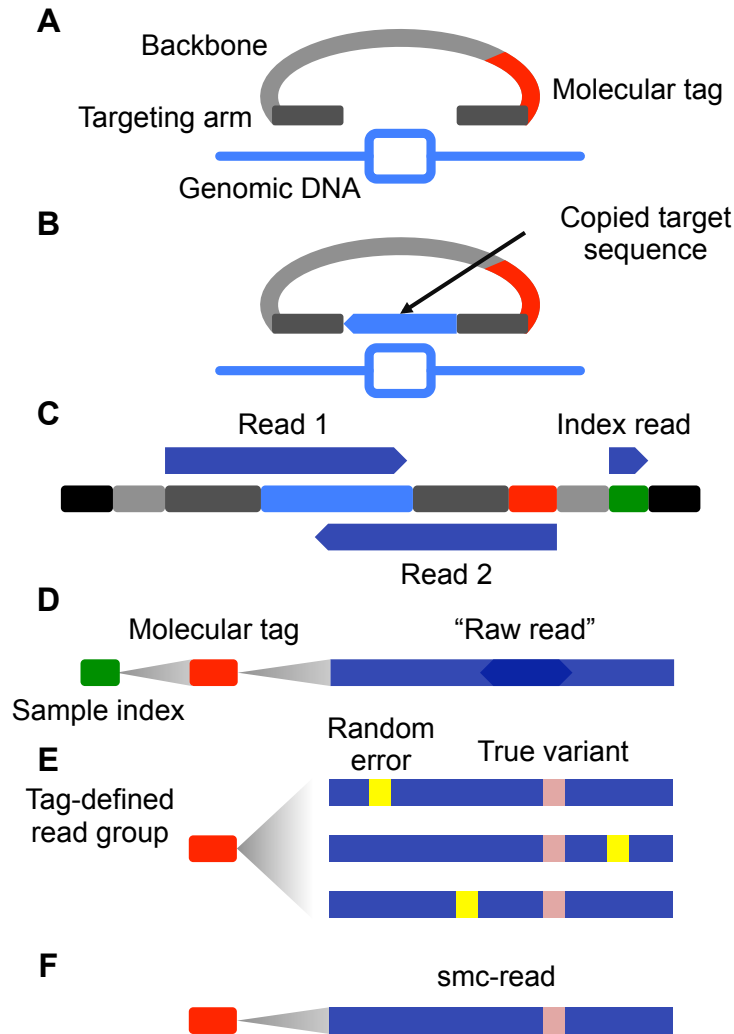 A
Backbone
Molecular tag
Targeting arm
Genomic DNA
B
Copied target
sequence
C
Read 1
Index read
Read 2
D
Molecular tag
“Raw read”
Sample index
E
Random
error
True variant
Tag-defined
read group
F
smc-read